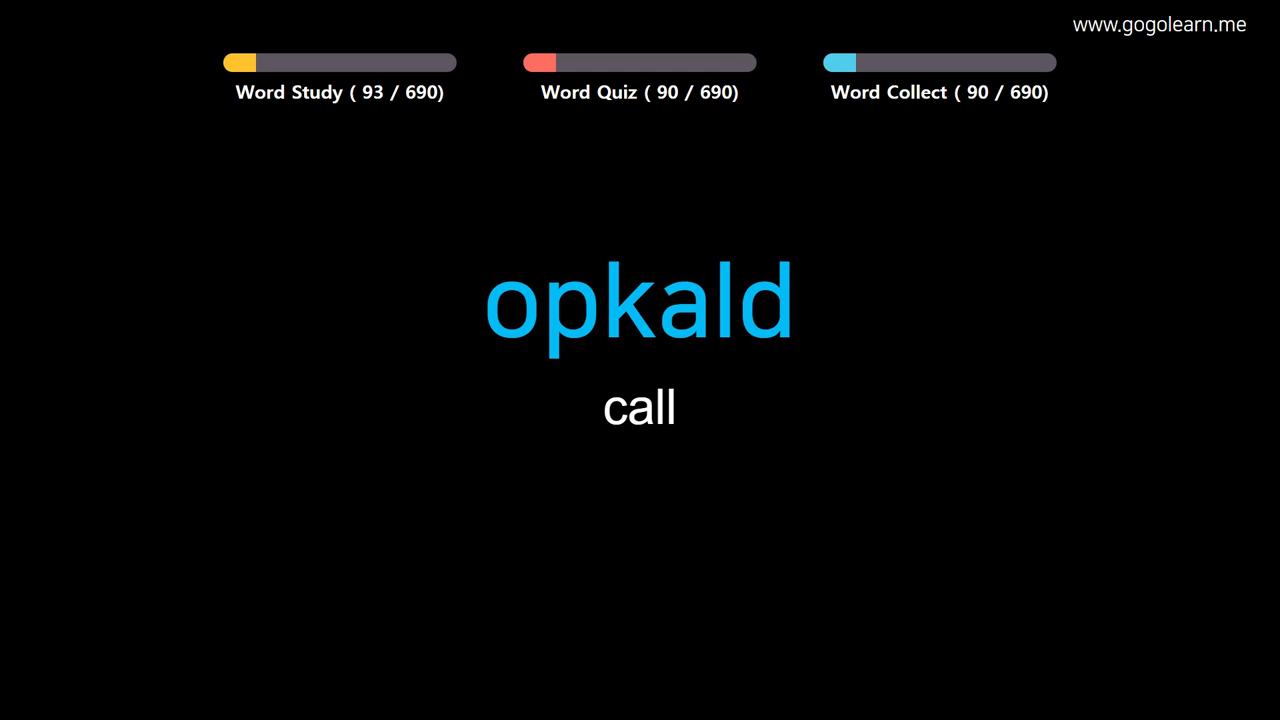 www.gogolearn.me
Word Study ( 93 / 690)
Word Quiz ( 90 / 690)
Word Collect ( 90 / 690)
opkald
call